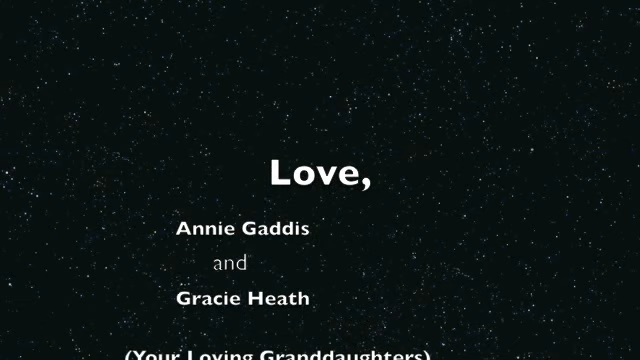 Love,
Annie Gaddis
and
Gracie Heath
(Your Loving Granddaughters)